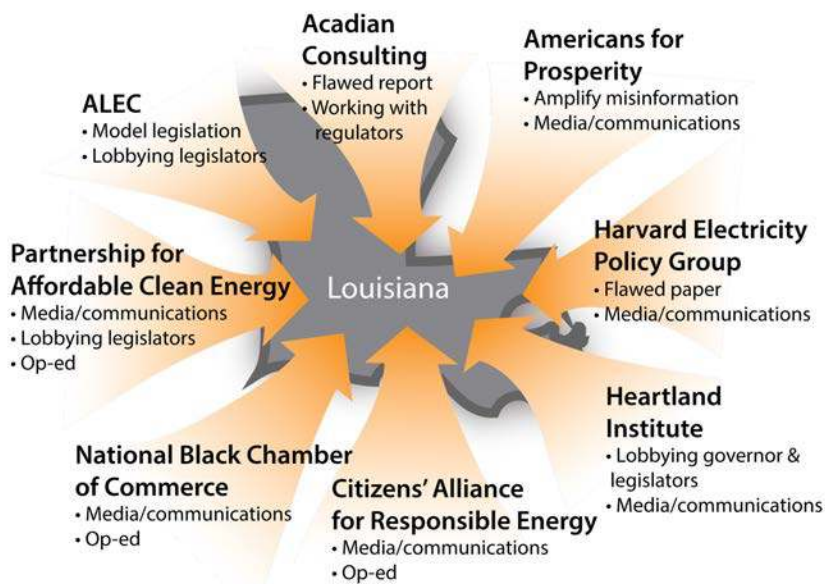 Acadian
Consulting
• Flawed report
• Working with
regulators
Americans for
Prosperity
• Amplify misinformation
• Media/communications
ALEC
• Model legislation
• Lobbying legislators
Partnership for
Affordable Clean Energy
• Media/communications
• Lobbying legislators
• Op-ed
Louisiana
Harvard Electricity
Policy Group
• Flawed paper
• Media/communications
National Black Chamber
of Commerce
• Media/communications
• Op-ed
Citizens' Alliance
for Responsible Energy
• Media/communications
• Op-ed
Heartland
Institute
• Lobbying governor &
legislators
• Media/communications